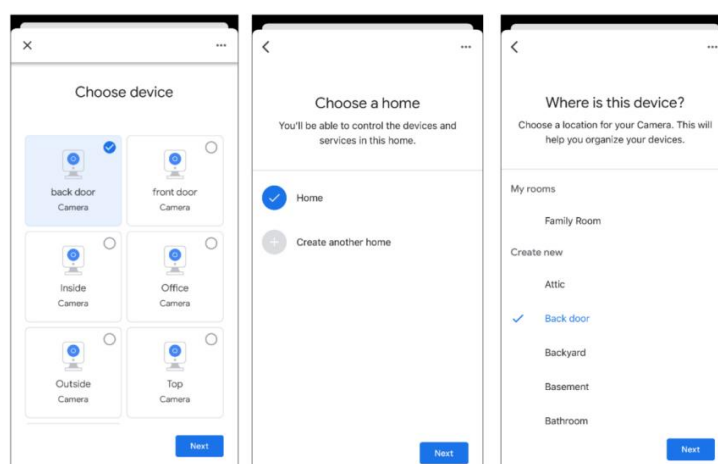 Choose device
back door
Camera
front door
Camera
Inside
Camera
Office
Camera
Outside
Camera
Top
Camera
Next
Choose a home
You'll be able to control the devices and
services in this home.
Home
Create another home
Next
Where is this device?
Choose a location for your Camera. This will
help you organize your devices.
My rooms
Family Room
Create new
Attic
Back door
Backyard
Basement
Bathroom
Next